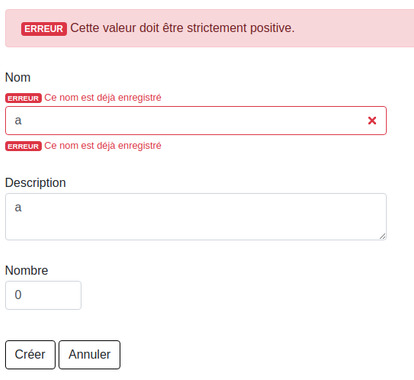 ERREUR Cette valeur doit être strictement positive.
Nom
ERREUR Ce nom est déjà enregistré
a
ERREUR Ce nom est déjà enregistré
Description
a
Nombre
0
Créer Annuler